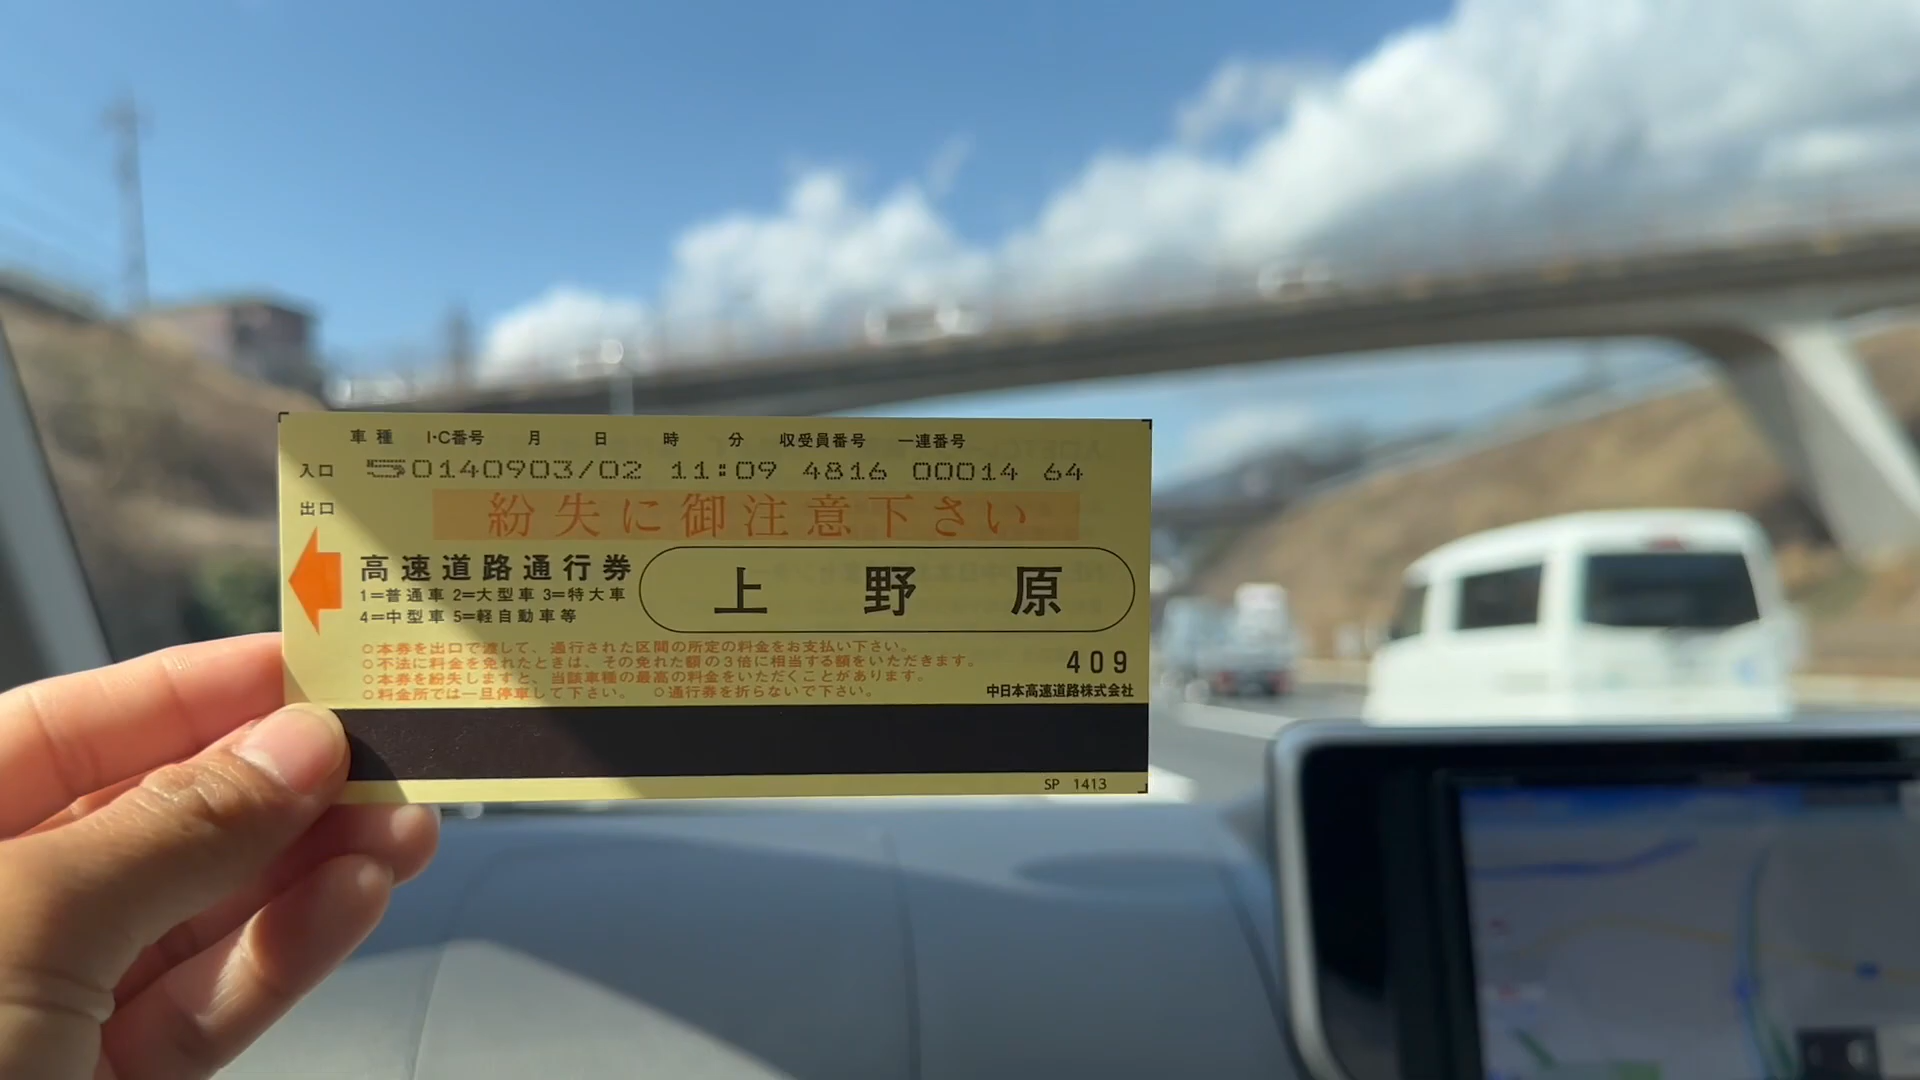 車種 I・C番号 月 日 時 分 収受員番号 一連番号
入口 50140903/02 11:09 4816 00014 64
出口 紛失に御注意下さい
高速道路通行券
1=普通車 2=大型車 3=特大車
4=中型車 5=軽自動車等
上野原
○本券を出口で渡して、通行された区間の所定の料金をお支払い下さい。
○不法に料金を免れたときは、その免れた額の3倍に相当する額をいただきます。
○本券を紛失しますと、当該車種の最高の料金をいただくことがあります。
○料金所では一旦停車して下さい。 ○通行券を折らないで下さい。
409
中日本高速道路株式会社
SP 1413